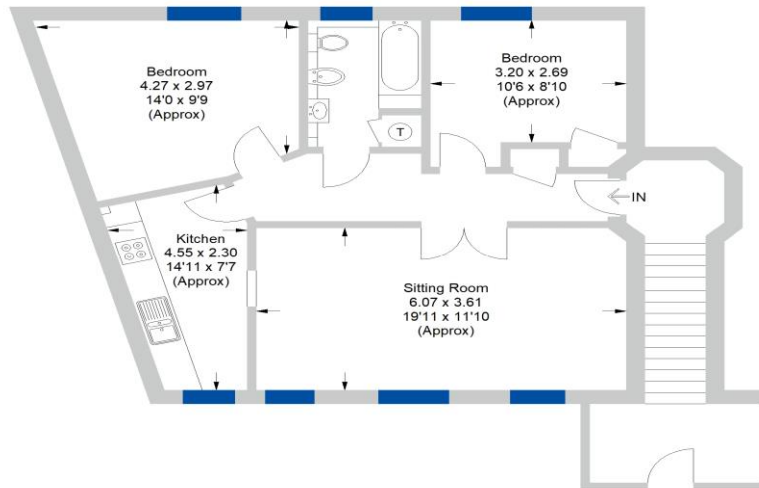 Bedroom
4.27 x 2.97
14'0 x 9'9
(Approx)
Bedroom
3.20 x 2.69
10'6 x 8'10
(Approx)
T
IN
Kitchen
4.55 x 2.30
14'11 x 7'7
(Approx)
Sitting Room
6.07 x 3.61
19'11 x 11'10
(Approx)